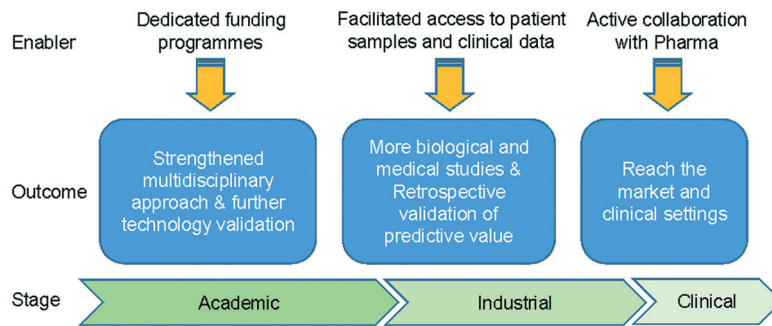 Enabler
Dedicated funding
programmes
Facilitated access to patient
samples and clinical data
Active collaboration
with Pharma
Outcome
Strengthened
multidisciplinary
approach & further
technology validation
More biological and
medical studies &
Retrospective
validation of
predictive value
Reach the
market and
clinical settings
Stage
Academic
Industrial
Clinical